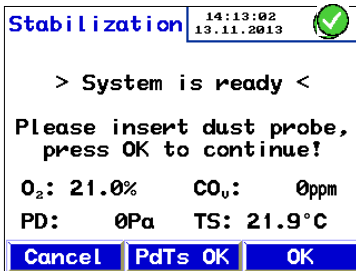 Stabilization 14:13:02
13.11.2013
> System is ready <
Please insert dust probe,
press OK to continue!
O₂: 21.0% COᵤ: 0ppm
PD: 0Pa TS: 21.9°C
Cancel PdTs OK OK